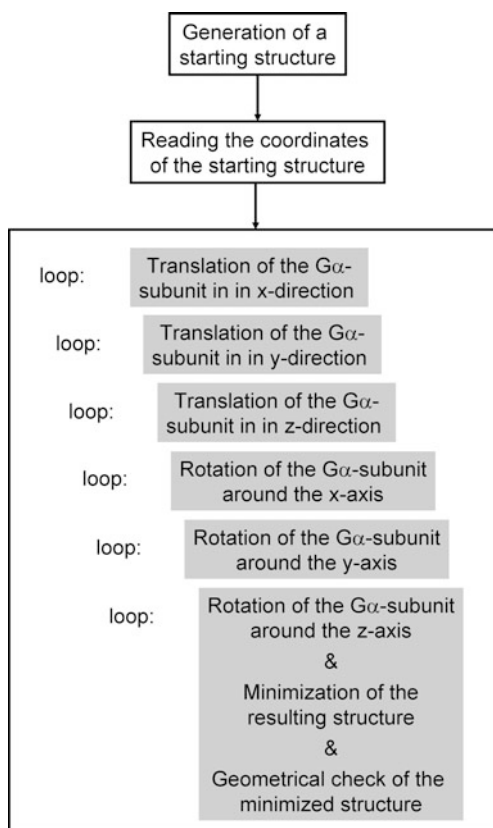 Generation of a
starting structure
Reading the coordinates
of the starting structure
loop:
Translation of the Gα-
subunit in in x-direction
loop:
Translation of the Gα-
subunit in in y-direction
loop:
Translation of the Gα-
subunit in in z-direction
loop:
Rotation of the Gα-subunit
around the x-axis
loop:
Rotation of the Gα-subunit
around the y-axis
loop:
Rotation of the Gα-subunit
around the z-axis
&
Minimization of the
resulting structure
&
Geometrical check of the
minimized structure